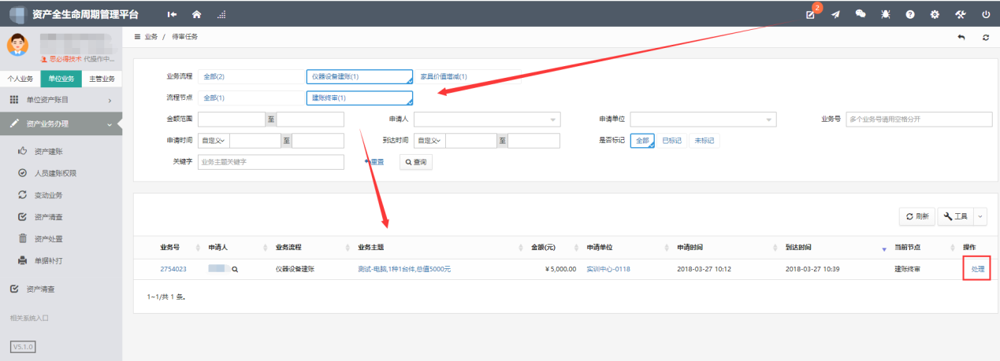 资产全生命周期管理平台
2
思必得技术 代操作中...
个人业务 单位业务 主管业务
单位资产账目
资产业务办理
资产建账
人员建账权限
变动业务
资产清查
资产处置
单据补打
资产清查
相关系统入口
V5.1.0
业务 / 待审任务
业务流程 全部(2) 仪器设备建账(1) 家具价值增减(1)
流程节点 全部(1) 建账终审(1)
金额范围 至 申请人 申请单位 业务号 多个业务号请用空格分开
申请时间 自定义 至 到达时间 自定义 至 是否标记 全部 已标记 未标记
关键字 业务主题关键字 重置 查询
刷新 工具
业务号 申请人 业务流程 业务主题 金额(元) 申请单位 申请时间 到达时间 当前节点 操作
2754023 仪器设备建账 测试-电脑,1种1台件,总值5000元 ¥5,000.00 实训中心-0118 2018-03-27 10:12 2018-03-27 10:39 建账终审 处理
1~1/共 1 条。